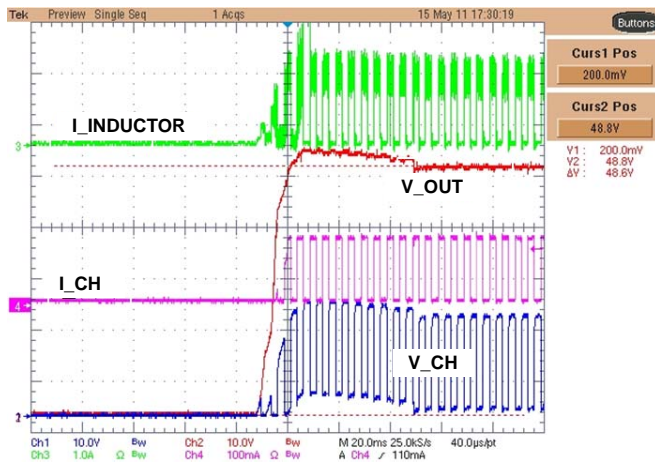 Tek Preview Single Seq 1 Acqs 15 May 11 17:30:19
Buttons
Curs1 Pos
200.0mV
Curs2 Pos
48.8V
V1 : 200.0mV
V2 : 48.8V
ΔV : 48.6V
I_INDUCTOR
3
V_OUT
I_CH
4
V_CH
2
Ch1 10.0V Bw Ch2 10.0V Bw M 20.0ms 25.0kS/s 40.0µs/pt
Ch3 1.0A Ω Bw Ch4 100mA Ω Bw A Ch4 ∕ 110mA